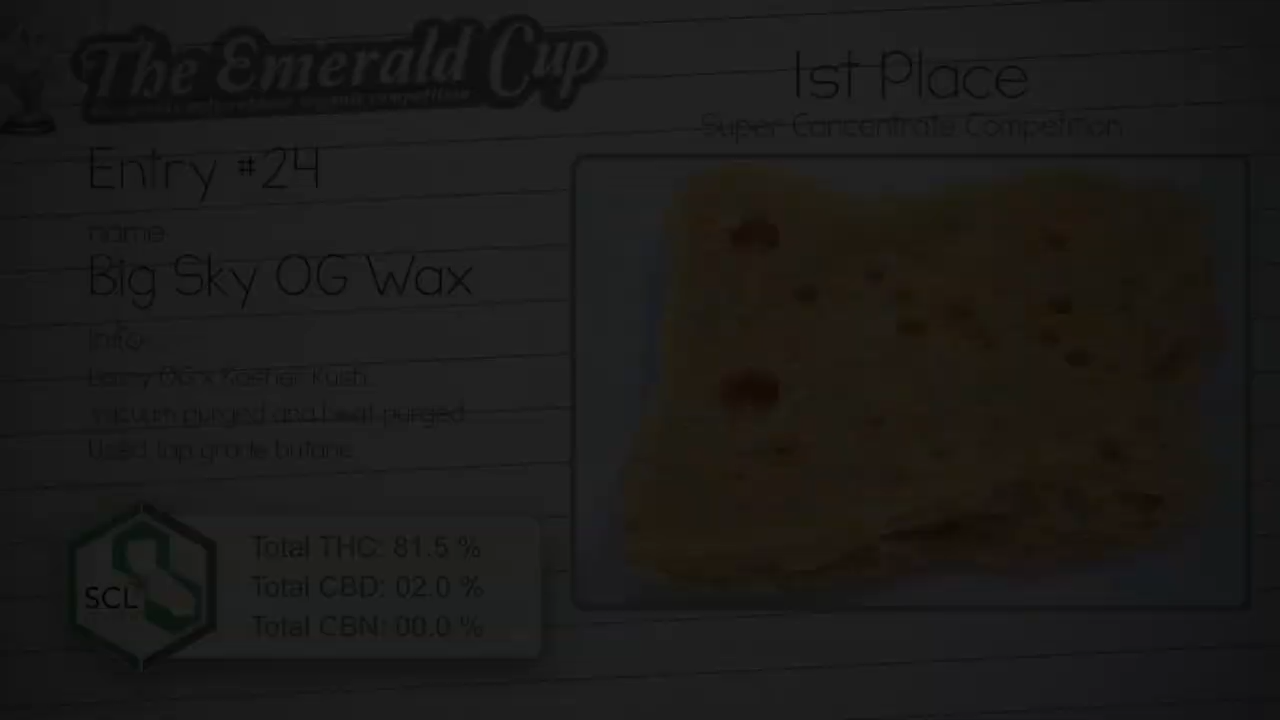 The Emerald Cup
1st Place
Super Concentrate Competition
Entry #24
name
Big Sky OG Wax
info
Kosher Kush
vacuum purged and heat purged
Used top grade butane
SCL
Total THC: 81.5 %
Total CBD: 02.0 %
Total CBN: 00.0 %